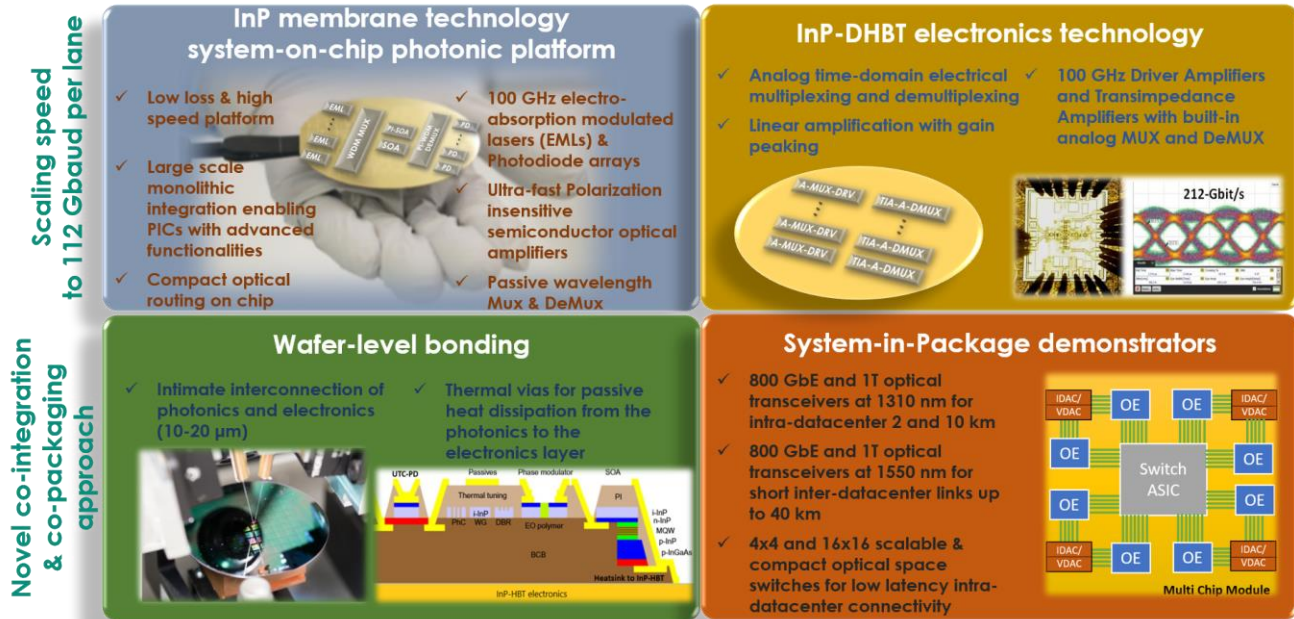 Scaling speed
to 112 Gbaud per lane
InP membrane technology
system-on-chip photonic platform
✓ Low loss & high
speed platform
✓ Large scale
monolithic
integration enabling
PICs with advanced
functionalities
✓ Compact optical
routing on chip
EML
EML
EML
WDM MUX
PI-SOA
SOA
PI-WDM
DEMUX
PD
PD
PD
✓ 100 GHz electro-
absorption modulated
lasers (EMLs) &
Photodiode arrays
✓ Ultra-fast Polarization
insensitive
semiconductor optical
amplifiers
✓ Passive wavelength
Mux & DeMux
InP-DHBT electronics technology
✓ Analog time-domain electrical
multiplexing and demultiplexing
✓ Linear amplification with gain
peaking
✓ 100 GHz Driver Amplifiers
and Transimpedance
Amplifiers with built-in
analog MUX and DeMUX
A-MUX-DRV
A-MUX-DRV
A-MUX-DRV
TIA-A-DMUX
TIA-A-DMUX
TIA-A-DMUX
212-Gbit/s
Novel co-integration
& co-packaging
approach
Wafer-level bonding
✓ Intimate interconnection of
photonics and electronics
(10-20 µm)
✓ Thermal vias for passive
heat dissipation from the
photonics to the
electronics layer
UTC-PD
Passives
Phase modulator
SOA
Thermal tuning
PI
i-InP
PhC WG DBR
EO polymer
i-InP
n-InP
MQW
p-InP
p-InGaAs
BCB
Heatsink to InP-HBT
InP-HBT electronics
System-in-Package demonstrators
✓ 800 GbE and 1T optical
transceivers at 1310 nm for
intra-datacenter 2 and 10 km
✓ 800 GbE and 1T optical
transceivers at 1550 nm for
short inter-datacenter links up
to 40 km
✓ 4x4 and 16x16 scalable &
compact optical space
switches for low latency intra-
datacenter connectivity
IDAC/
VDAC
OE
OE
IDAC/
VDAC
OE
OE
Switch
ASIC
OE
OE
IDAC/
VDAC
OE
OE
IDAC/
VDAC
Multi Chip Module